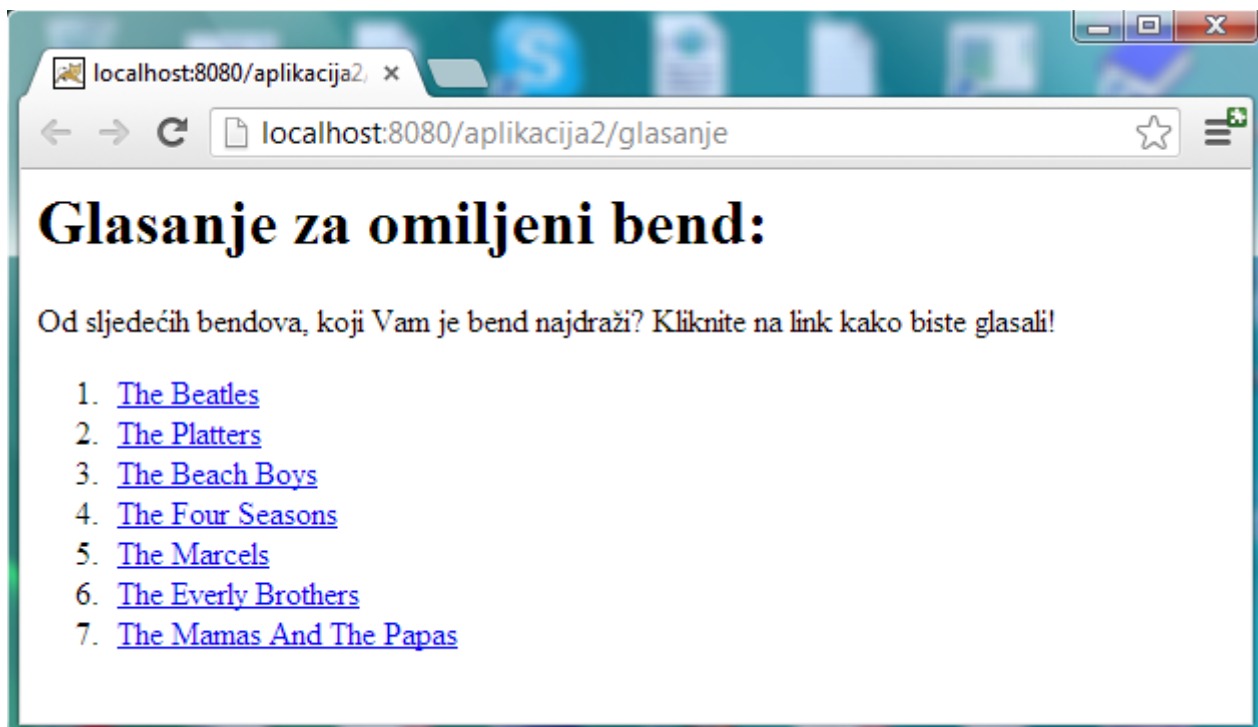 localhost:8080/aplikacija2/
localhost:8080/aplikacija2/glasanje
Glasanje za omiljeni bend:
Od sljedećih bendova, koji Vam je bend najdraži? Kliknite na link kako biste glasali!
1. The Beatles
2. The Platters
3. The Beach Boys
4. The Four Seasons
5. The Marcels
6. The Everly Brothers
7. The Mamas And The Papas